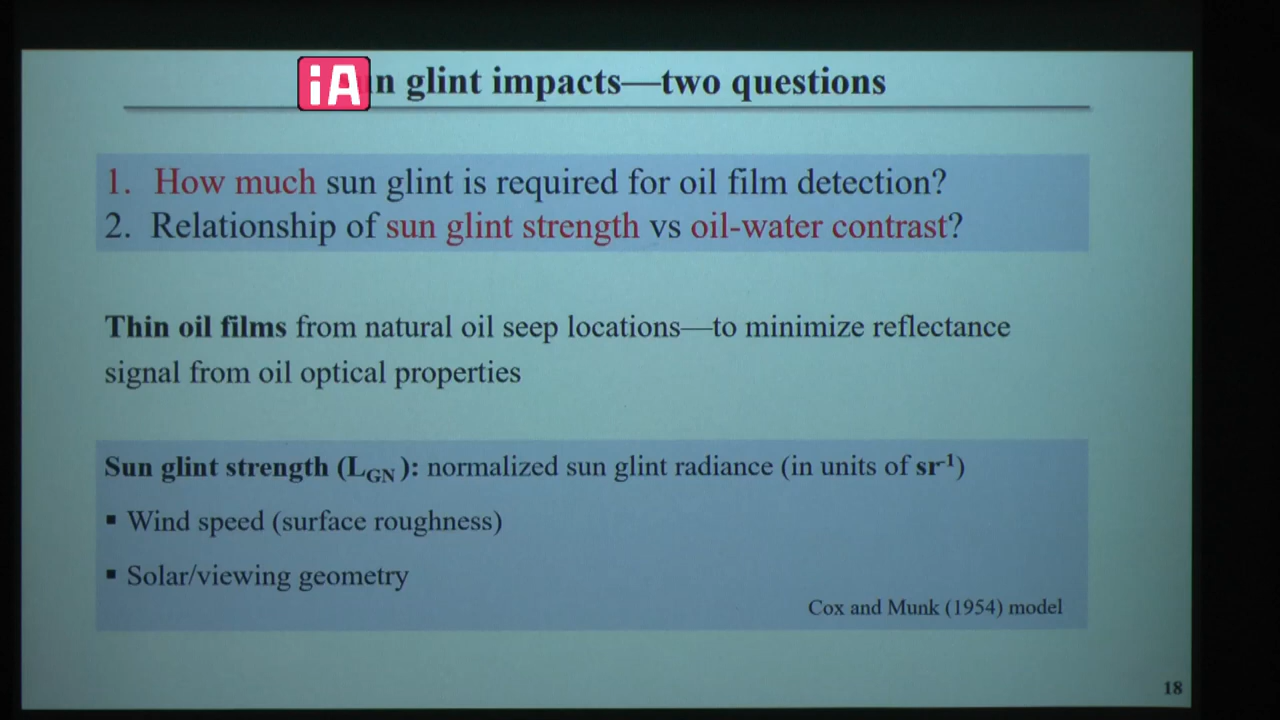 iA
n glint impacts—two questions
1. How much sun glint is required for oil film detection?
2. Relationship of sun glint strength vs oil-water contrast?
Thin oil films from natural oil seep locations—to minimize reflectance
signal from oil optical properties
Sun glint strength (L_GN ): normalized sun glint radiance (in units of sr⁻¹)
▪ Wind speed (surface roughness)
▪ Solar/viewing geometry
Cox and Munk (1954) model
18